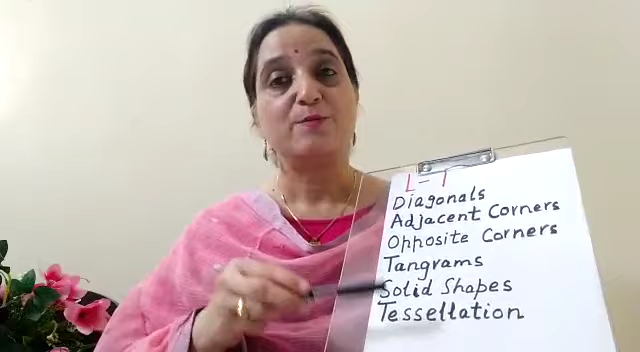 L-1
Diagonals
Adjacent Corners
Opposite Corners
Tangrams
Solid Shapes
Tessellation